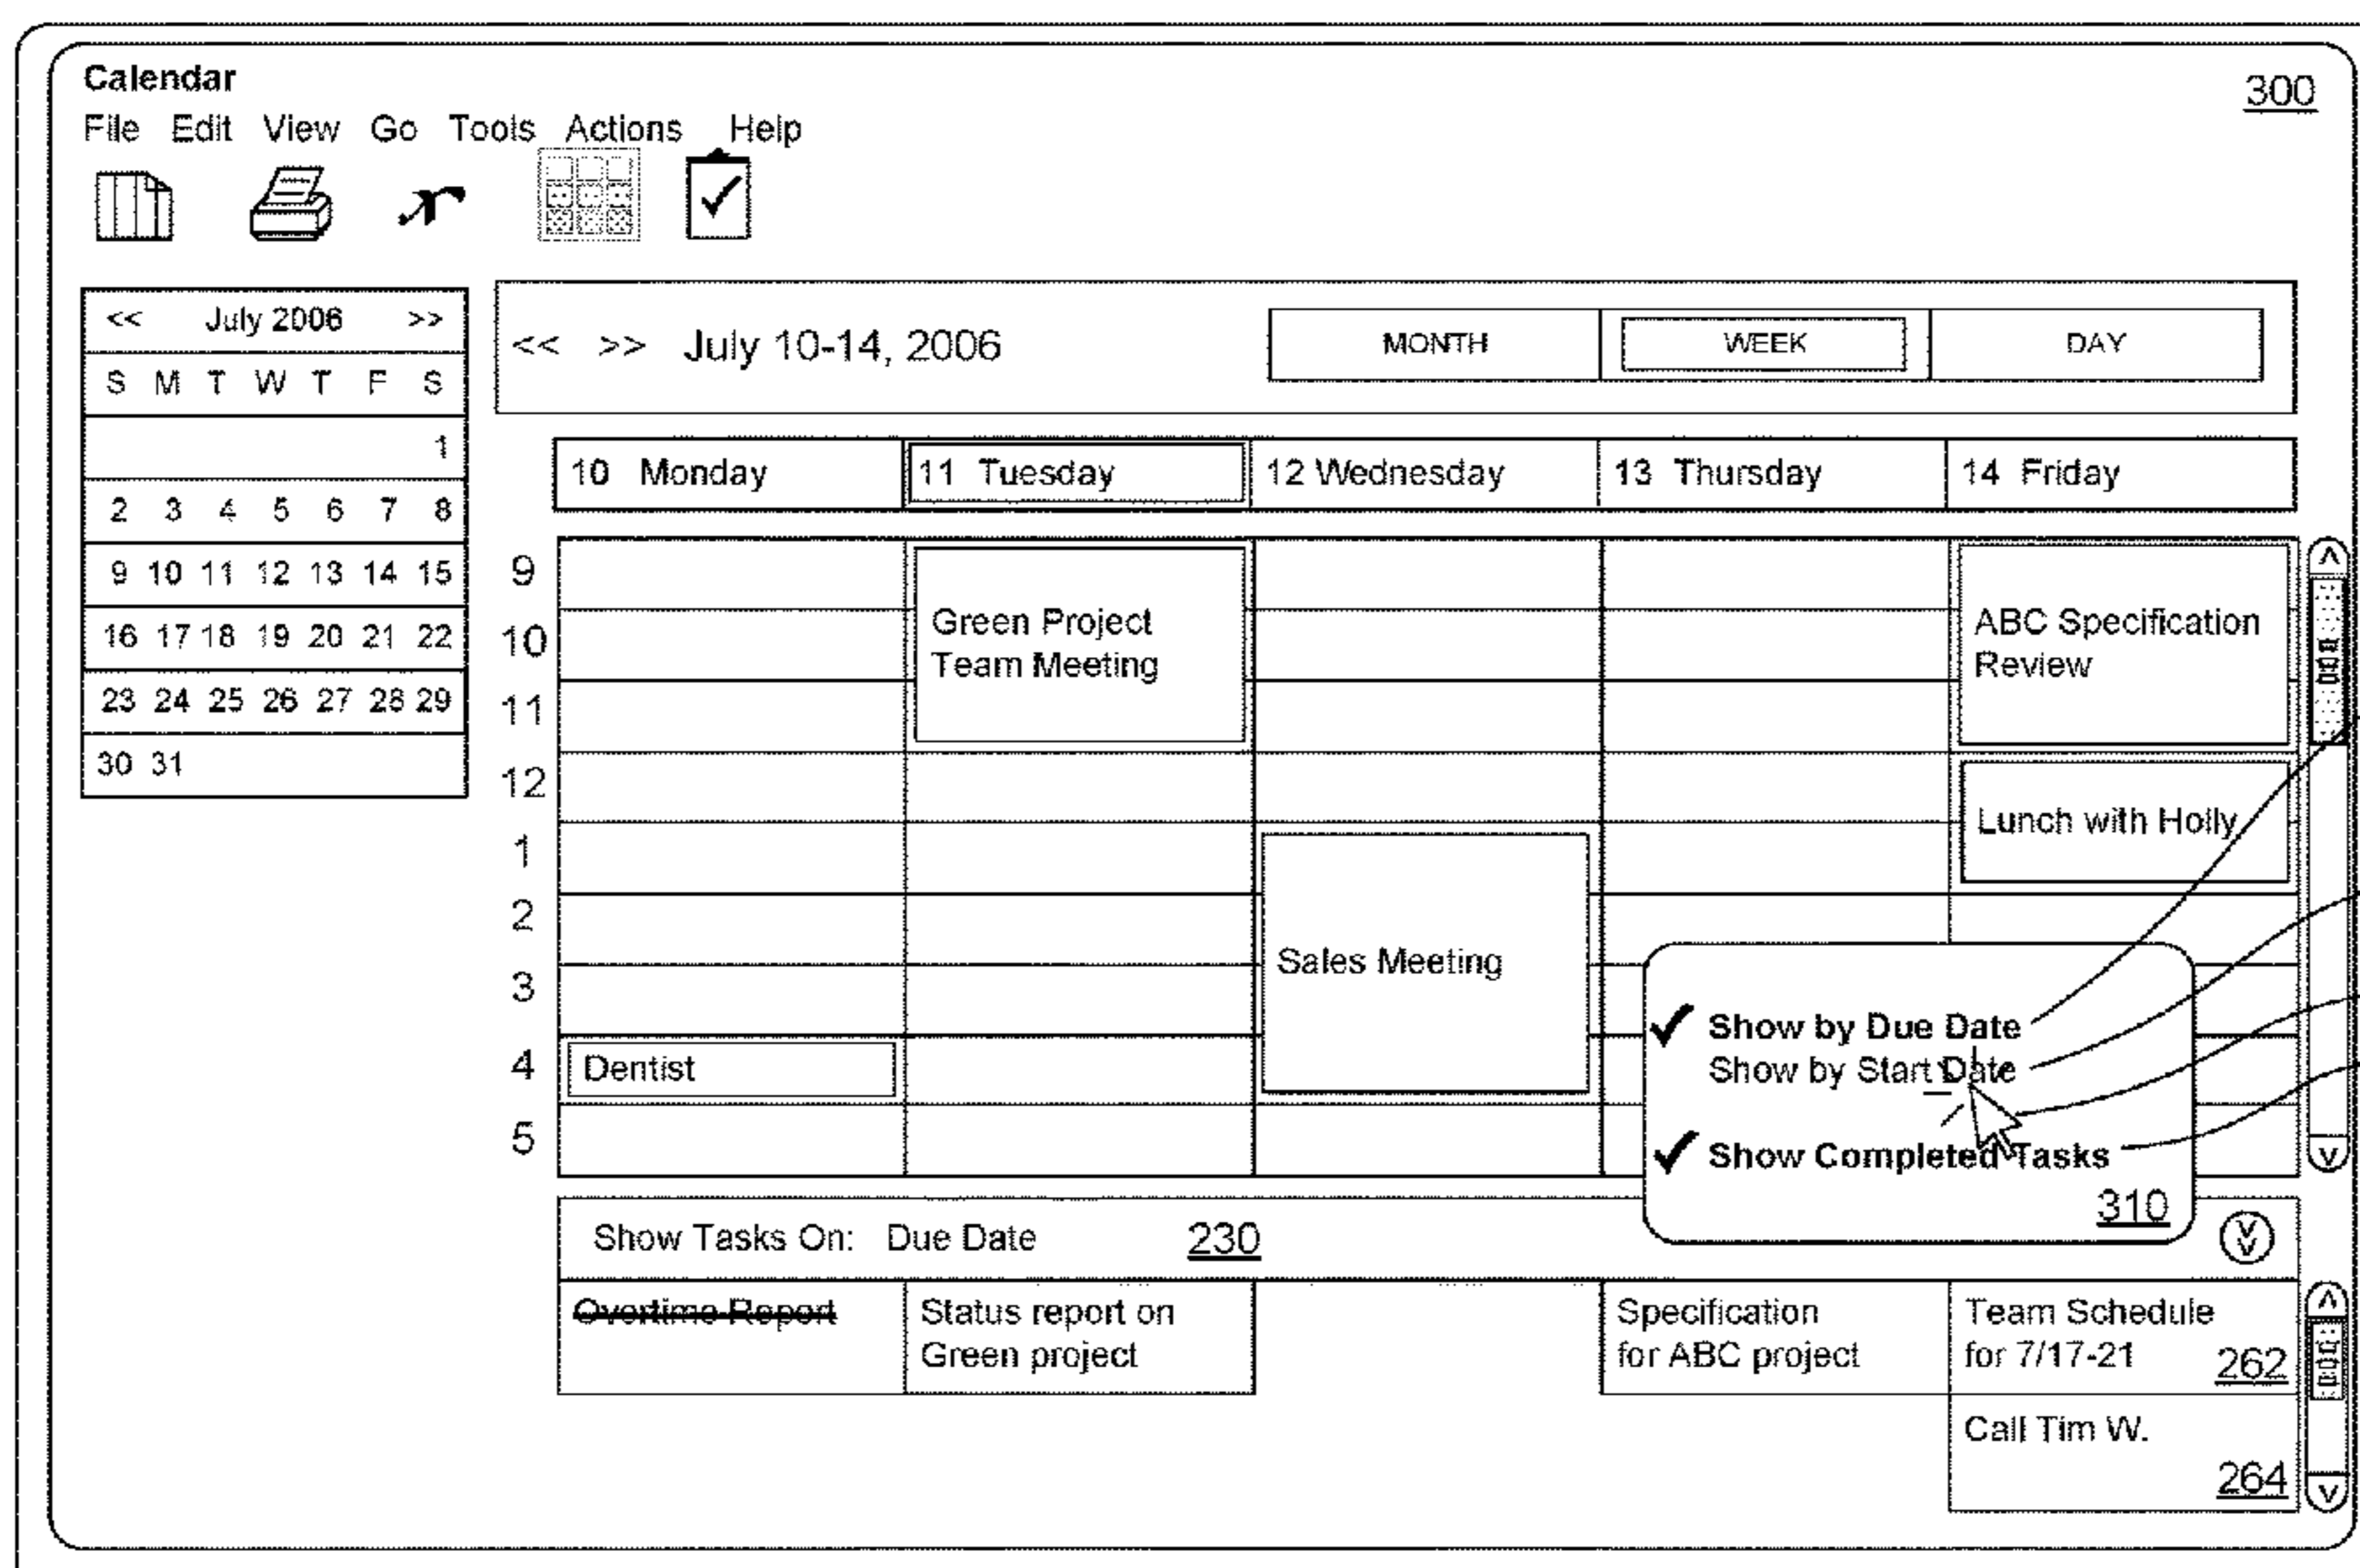 Calendar
300
File Edit View Go Tools Actions Help
<< July 2006 >>
S M T W T F S
1
2 3 4 5 6 7 8
9 10 11 12 13 14 15
16 17 18 19 20 21 22
23 24 25 26 27 28 29
30 31
<< >> July 10-14, 2006
MONTH WEEK DAY
10 Monday 11 Tuesday 12 Wednesday 13 Thursday 14 Friday
9
10
11
12
1
2
3
4
5
Green Project
Team Meeting
ABC Specification
Review
Lunch with Holly
Sales Meeting
Dentist
Show by Due Date
Show by Start Date
Show Completed Tasks
310
Show Tasks On: Due Date 230
Overtime Report
Status report on
Green project
Specification
for ABC project
Team Schedule
for 7/17-21 262
Call Tim W.
264